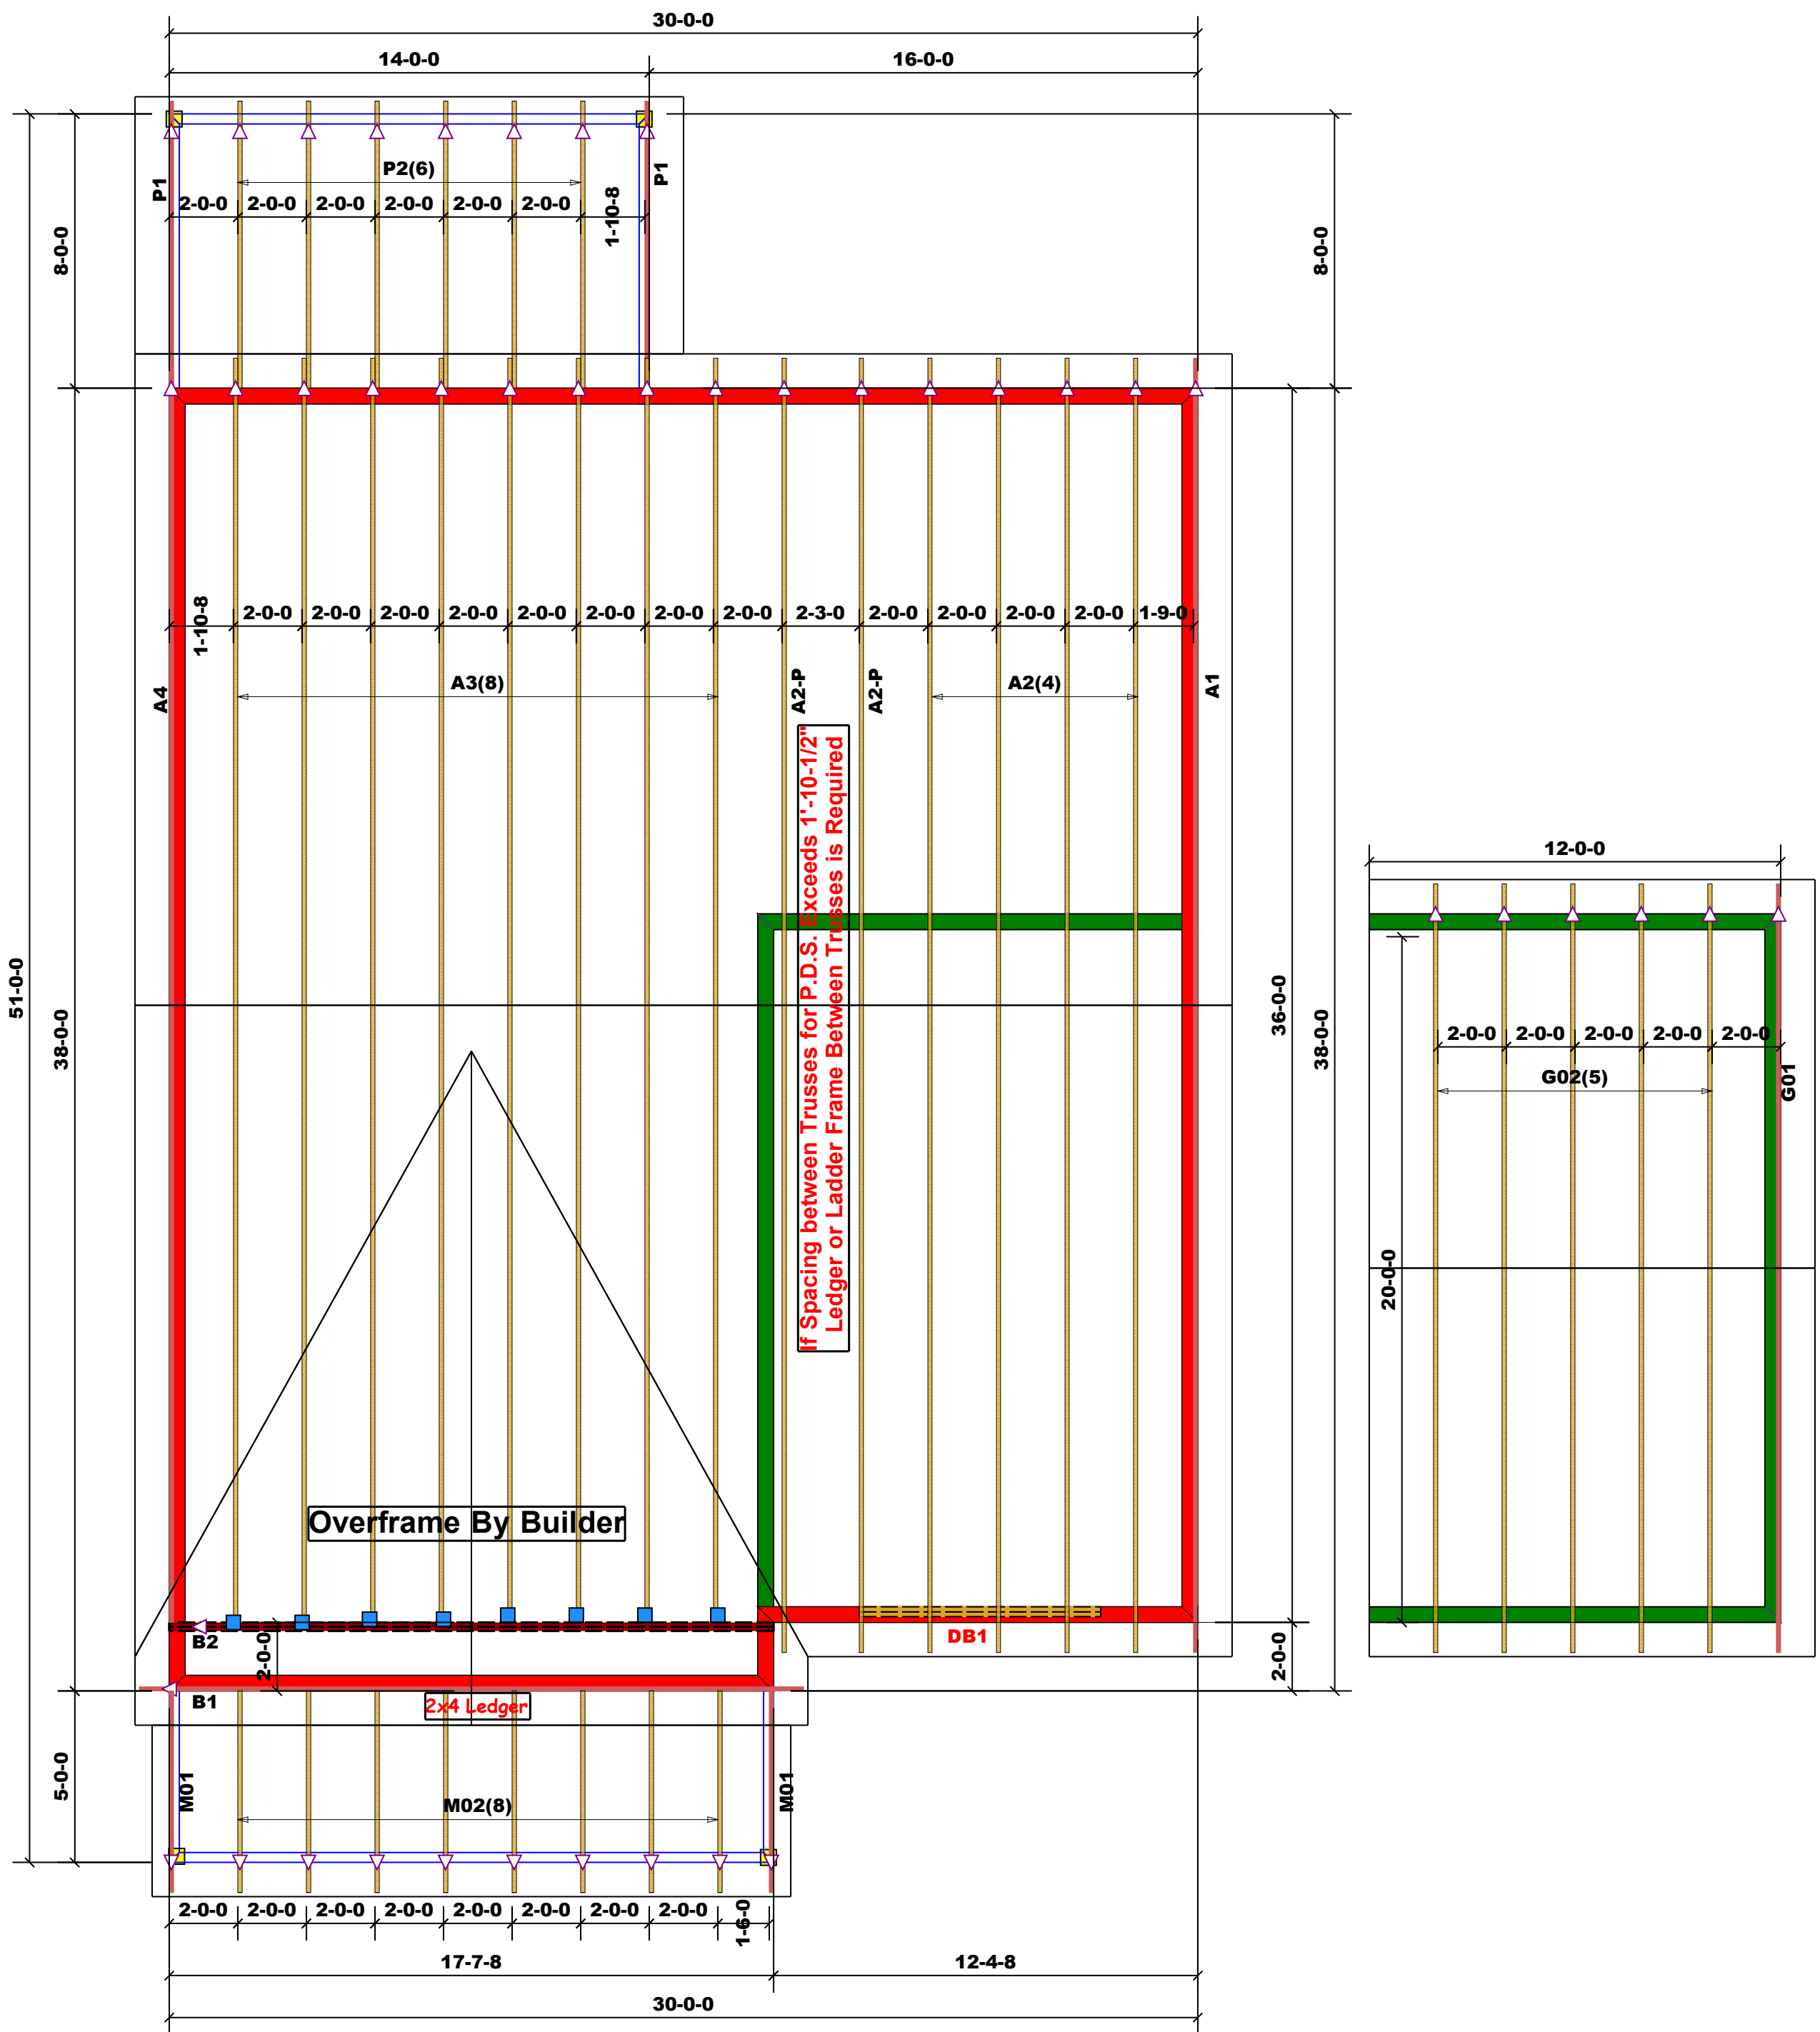 30-0-0
14-0-0
16-0-0
P2(6)
P1
P1
2-0-0 2-0-0 2-0-0 2-0-0 2-0-0 2-0-0 1-10-8
8-0-0
8-0-0
1-10-8 2-0-0 2-0-0 2-0-0 2-0-0 2-0-0 2-0-0 2-0-0 2-0-0 2-3-0 2-0-0 2-0-0 2-0-0 2-0-0 1-9-0
A4
A3(8)
A2-P
A2-P
A2(4)
A1
If Spacing between Trusses for P.D.S. Exceeds 1'-10-1/2"
Ledger or Ladder Frame Between Trusses is Required
51-0-0
38-0-0
36-0-0
38-0-0
12-0-0
2-0-0 2-0-0 2-0-0 2-0-0 2-0-0
G02(5)
G01
20-0-0
Overframe By Builder
B2
2-0-0
DB1
2-0-0
B1
2x4 Ledger
5-0-0
M01
M02(8)
M01
2-0-0 2-0-0 2-0-0 2-0-0 2-0-0 2-0-0 2-0-0 2-0-0 1-6-0
17-7-8
12-4-8
30-0-0